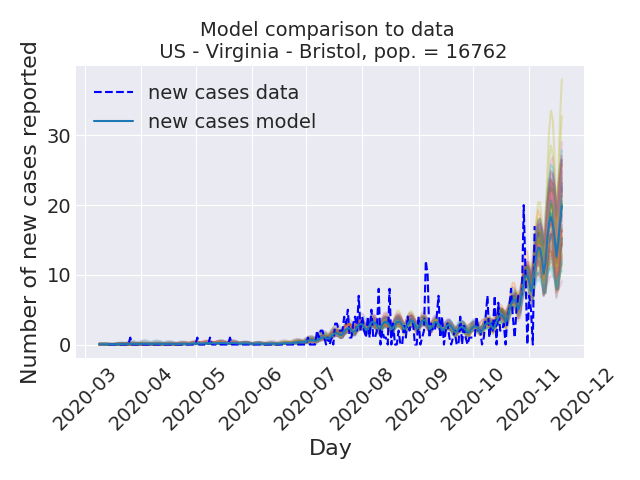 Model comparison to data
US - Virginia - Bristol, pop. = 16762
Number of new cases reported
new cases data
new cases model
30
20
10
0
2020-03
2020-04
2020-05
2020-06
2020-07
2020-08
2020-09
2020-10
2020-11
2020-12
Day